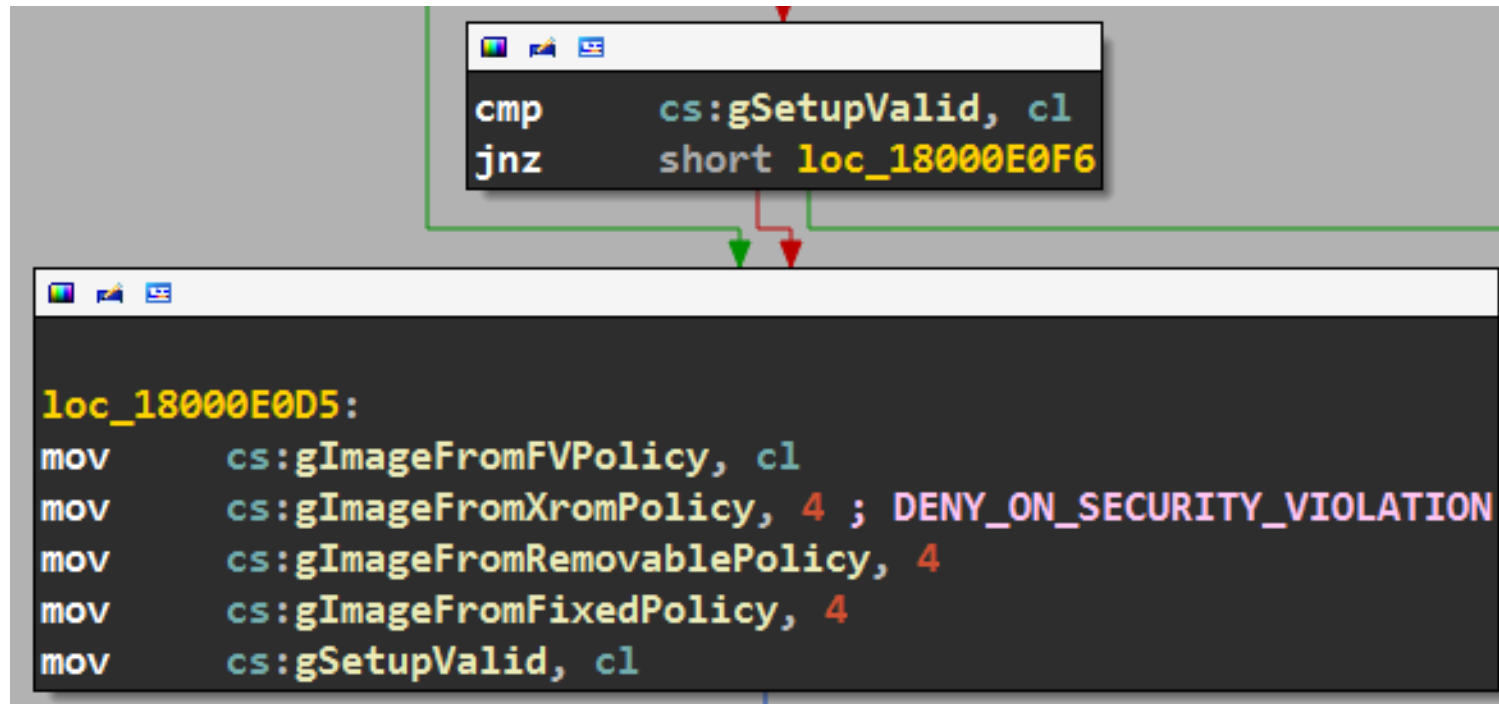 cmp cs:gSetupValid, cl
jnz short loc_18000E0F6
loc_18000E0D5:
mov cs:gImageFromFVPolicy, cl
mov cs:gImageFromXromPolicy, 4 ; DENY_ON_SECURITY_VIOLATION
mov cs:gImageFromRemovablePolicy, 4
mov cs:gImageFromFixedPolicy, 4
mov cs:gSetupValid, cl